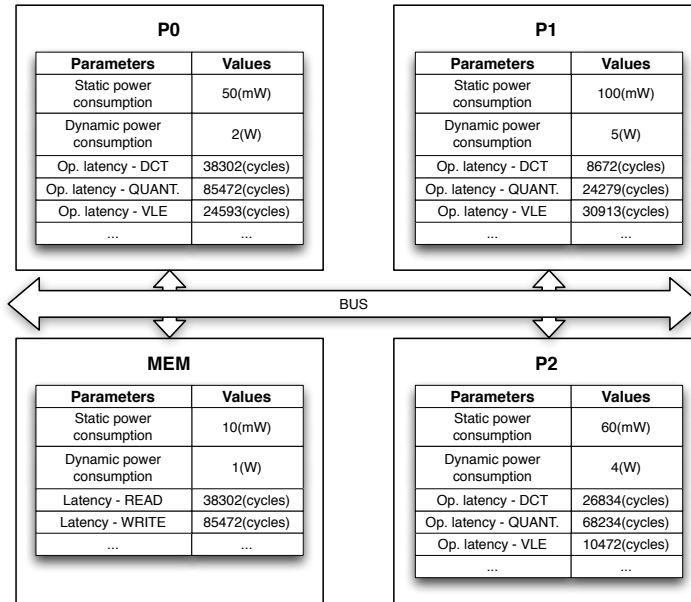 P0
Parameters Values
Static power
consumption 50(mW)
Dynamic power
consumption 2(W)
Op. latency - DCT 38302(cycles)
Op. latency - QUANT. 85472(cycles)
Op. latency - VLE 24593(cycles)
... ...
P1
Parameters Values
Static power
consumption 100(mW)
Dynamic power
consumption 5(W)
Op. latency - DCT 8672(cycles)
Op. latency - QUANT. 24279(cycles)
Op. latency - VLE 30913(cycles)
... ...
BUS
MEM
Parameters Values
Static power
consumption 10(mW)
Dynamic power
consumption 1(W)
Latency - READ 38302(cycles)
Latency - WRITE 85472(cycles)
... ...
P2
Parameters Values
Static power
consumption 60(mW)
Dynamic power
consumption 4(W)
Op. latency - DCT 26834(cycles)
Op. latency - QUANT. 68234(cycles)
Op. latency - VLE 10472(cycles)
... ...